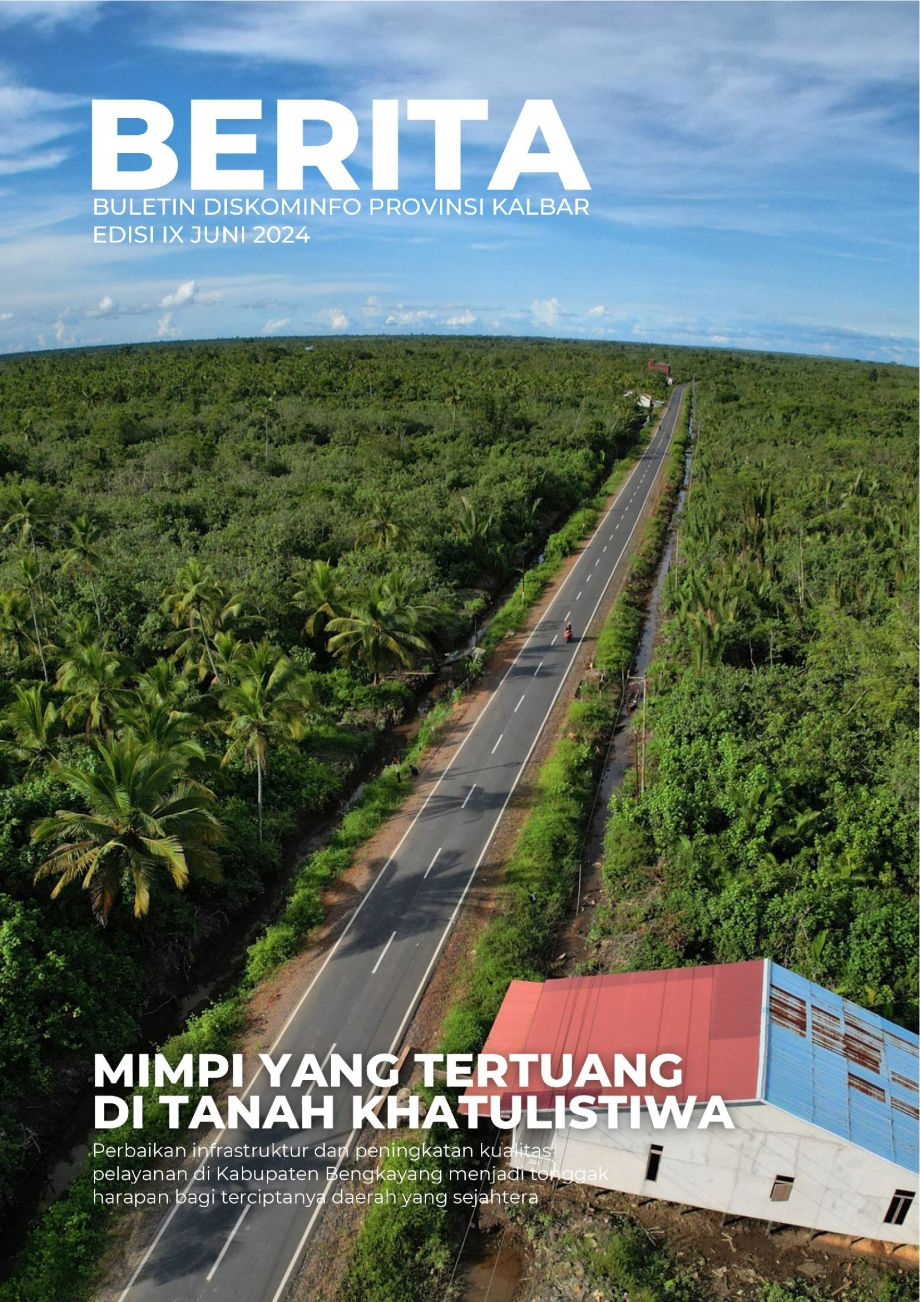 BERITA
BULETIN DISKOMINFO PROVINSI KALBAR
EDISI IX JUNI 2024
MIMPI YANG TERTUANG
DI TANAH KHATULISTIWA
Perbaikan infrastruktur dan peningkatan kualitas
pelayanan di Kabupaten Bengkayang menjadi tonggak
harapan bagi terciptanya daerah yang sejahtera